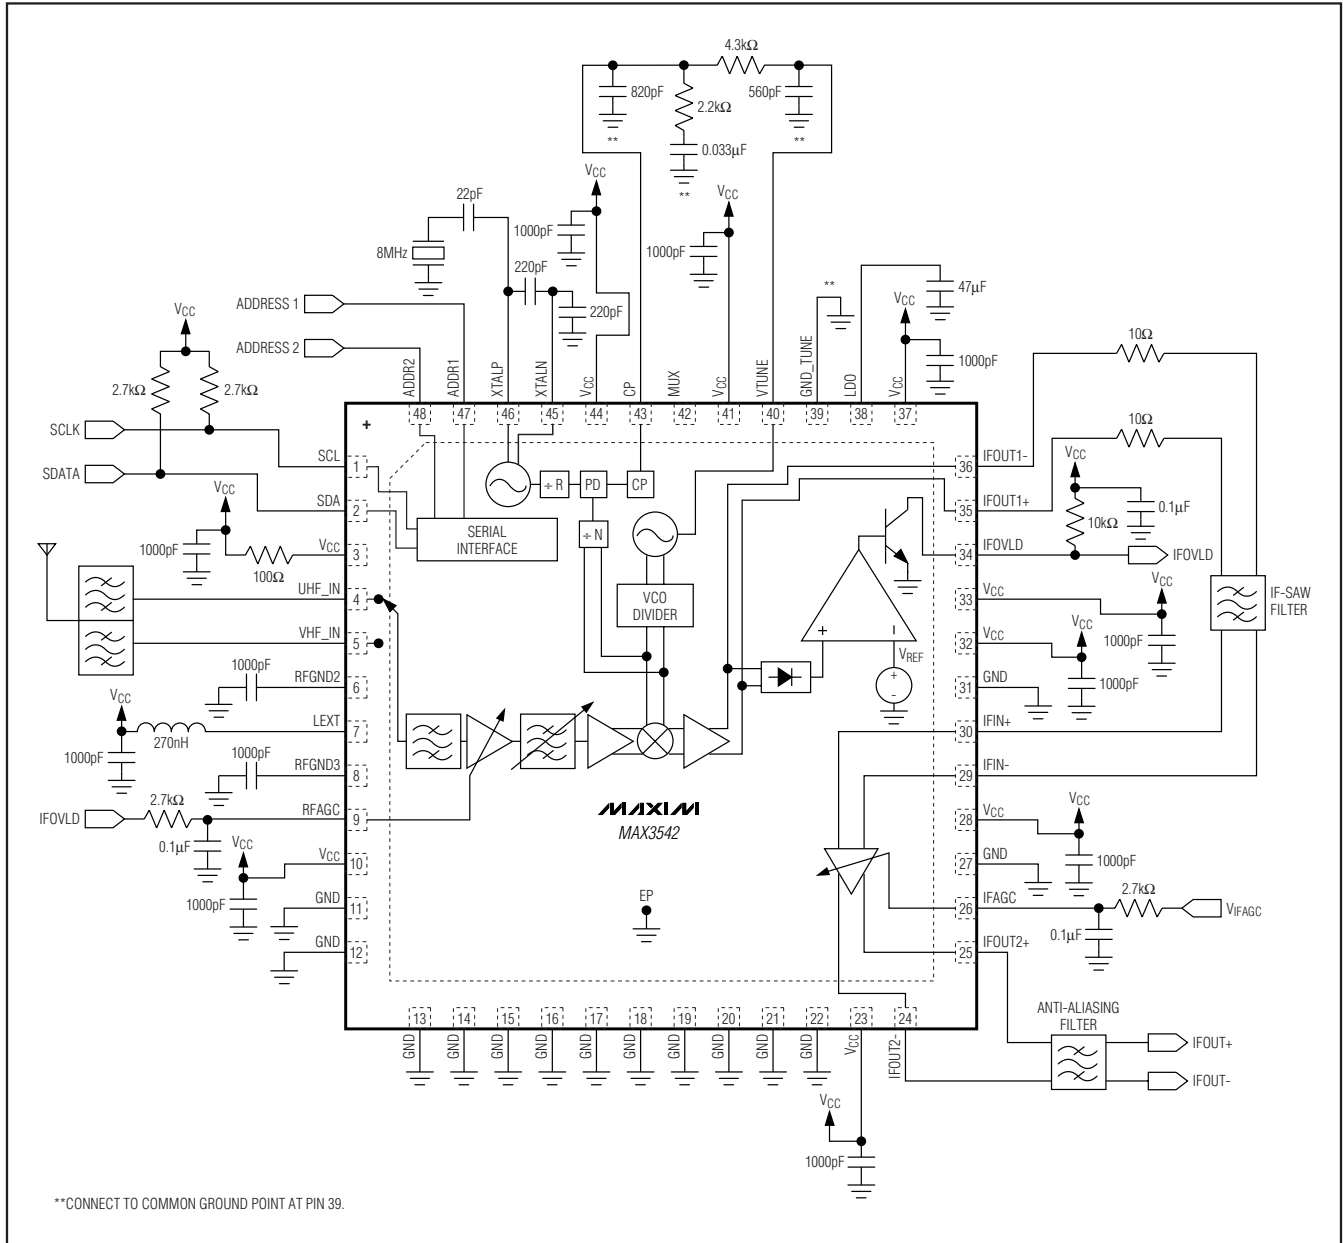 4.3kΩ
820pF
2.2kΩ
560pF
**
0.033µF
**
**
VCC
VCC
22pF
1000pF
1000pF
8MHz
220pF
220pF
**
47µF
VCC
1000pF
10Ω
ADDRESS 1
ADDRESS 2
VCC
2.7kΩ
2.7kΩ
SCLK
SDATA
ADDR2
ADDR1
XTALP
XTALN
VCC
CP
MUX
VCC
VTUNE
GND_TUNE
LDO
VCC
48
47
46
45
44
43
42
41
40
39
38
37
+
10Ω
SCL
1
SDA
2
VCC
1000pF
100Ω
VCC
3
UHF_IN
4
VHF_IN
5
1000pF
RFGND2
6
VCC
LEXT
7
1000pF
270nH
1000pF
RFGND3
8
IFOVLD
2.7kΩ
RFAGC
9
0.1µF
VCC
VCC
10
1000pF
GND
11
GND
12
÷ R
PD
CP
÷ N
SERIAL
INTERFACE
VCO
DIVIDER
+
–
VREF
+
-
MAXIM
MAX3542
EP
36
IFOUT1-
35
IFOUT1+
VCC
0.1µF
10kΩ
34
IFOVLD
IFOVLD
33
VCC
VCC
1000pF
IF-SAW
FILTER
32
VCC
VCC
1000pF
31
GND
30
IFIN+
29
IFIN-
28
VCC
VCC
1000pF
27
GND
26
IFAGC
2.7kΩ
VIFAGC
0.1µF
25
IFOUT2+
13
14
15
16
17
18
19
20
21
22
23
24
GND
GND
GND
GND
GND
GND
GND
GND
GND
GND
VCC
IFOUT2-
ANTI-ALIASING
FILTER
IFOUT+
IFOUT-
VCC
1000pF
**CONNECT TO COMMON GROUND POINT AT PIN 39.